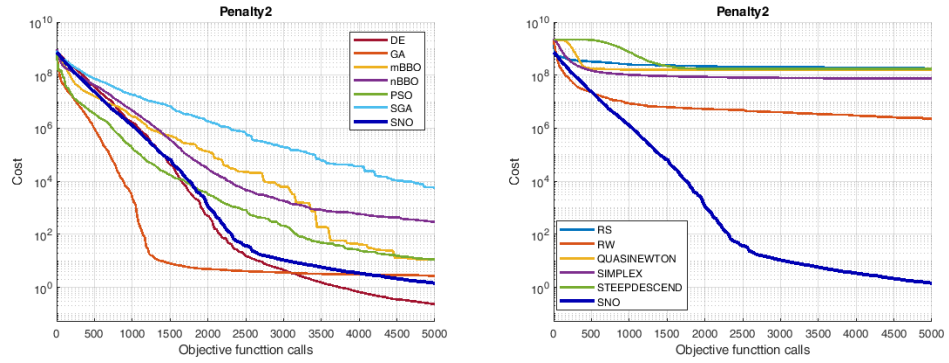 Penalty2
10^10
10^8
10^6
10^4
10^2
10^0
Cost
0 500 1000 1500 2000 2500 3000 3500 4000 4500 5000
Objective functtion calls
DE
GA
mBBO
nBBO
PSO
SGA
SNO
Penalty2
10^10
10^8
10^6
10^4
10^2
10^0
Cost
0 500 1000 1500 2000 2500 3000 3500 4000 4500 5000
Objective functtion calls
RS
RW
QUASINEWTON
SIMPLEX
STEEPDESCEND
SNO